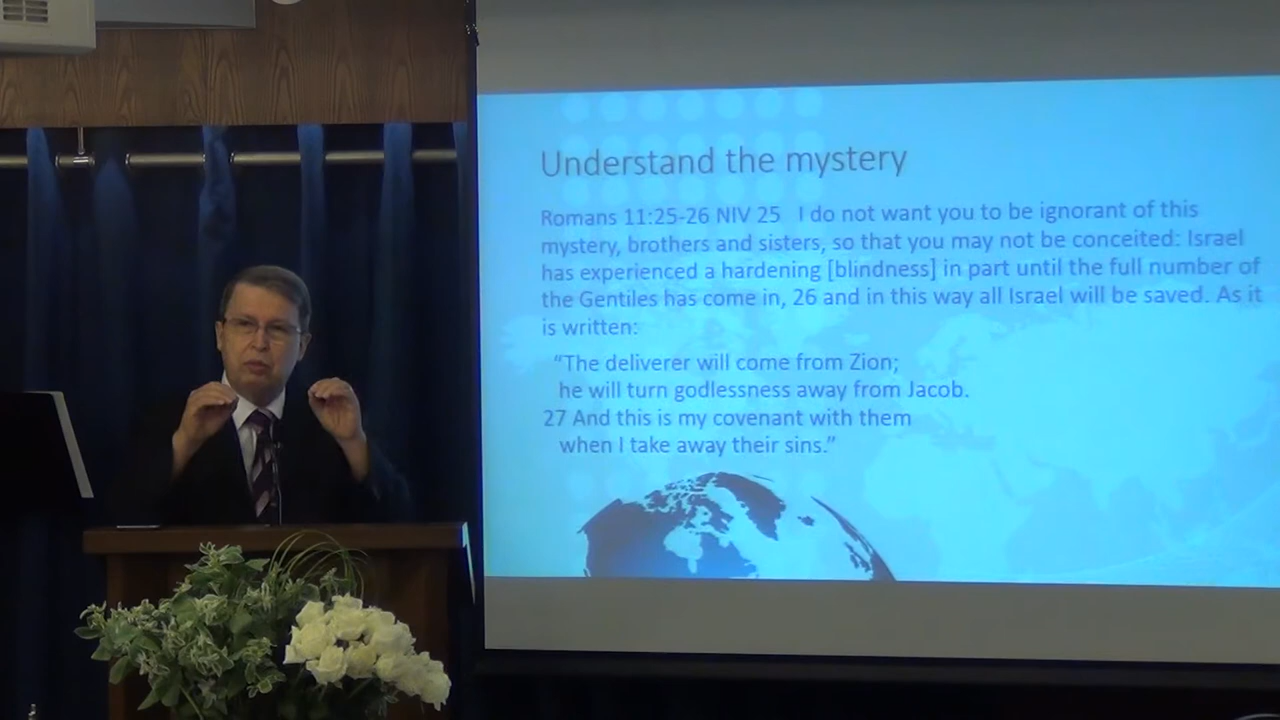 Understand the mystery
Romans 11:25-26 NIV 25 I do not want you to be ignorant of this
mystery, brothers and sisters, so that you may not be conceited: Israel
has experienced a hardening [blindness] in part until the full number of
the Gentiles has come in, 26 and in this way all Israel will be saved. As it
is written:
“The deliverer will come from Zion;
he will turn godlessness away from Jacob.
27 And this is my covenant with them
when I take away their sins.”